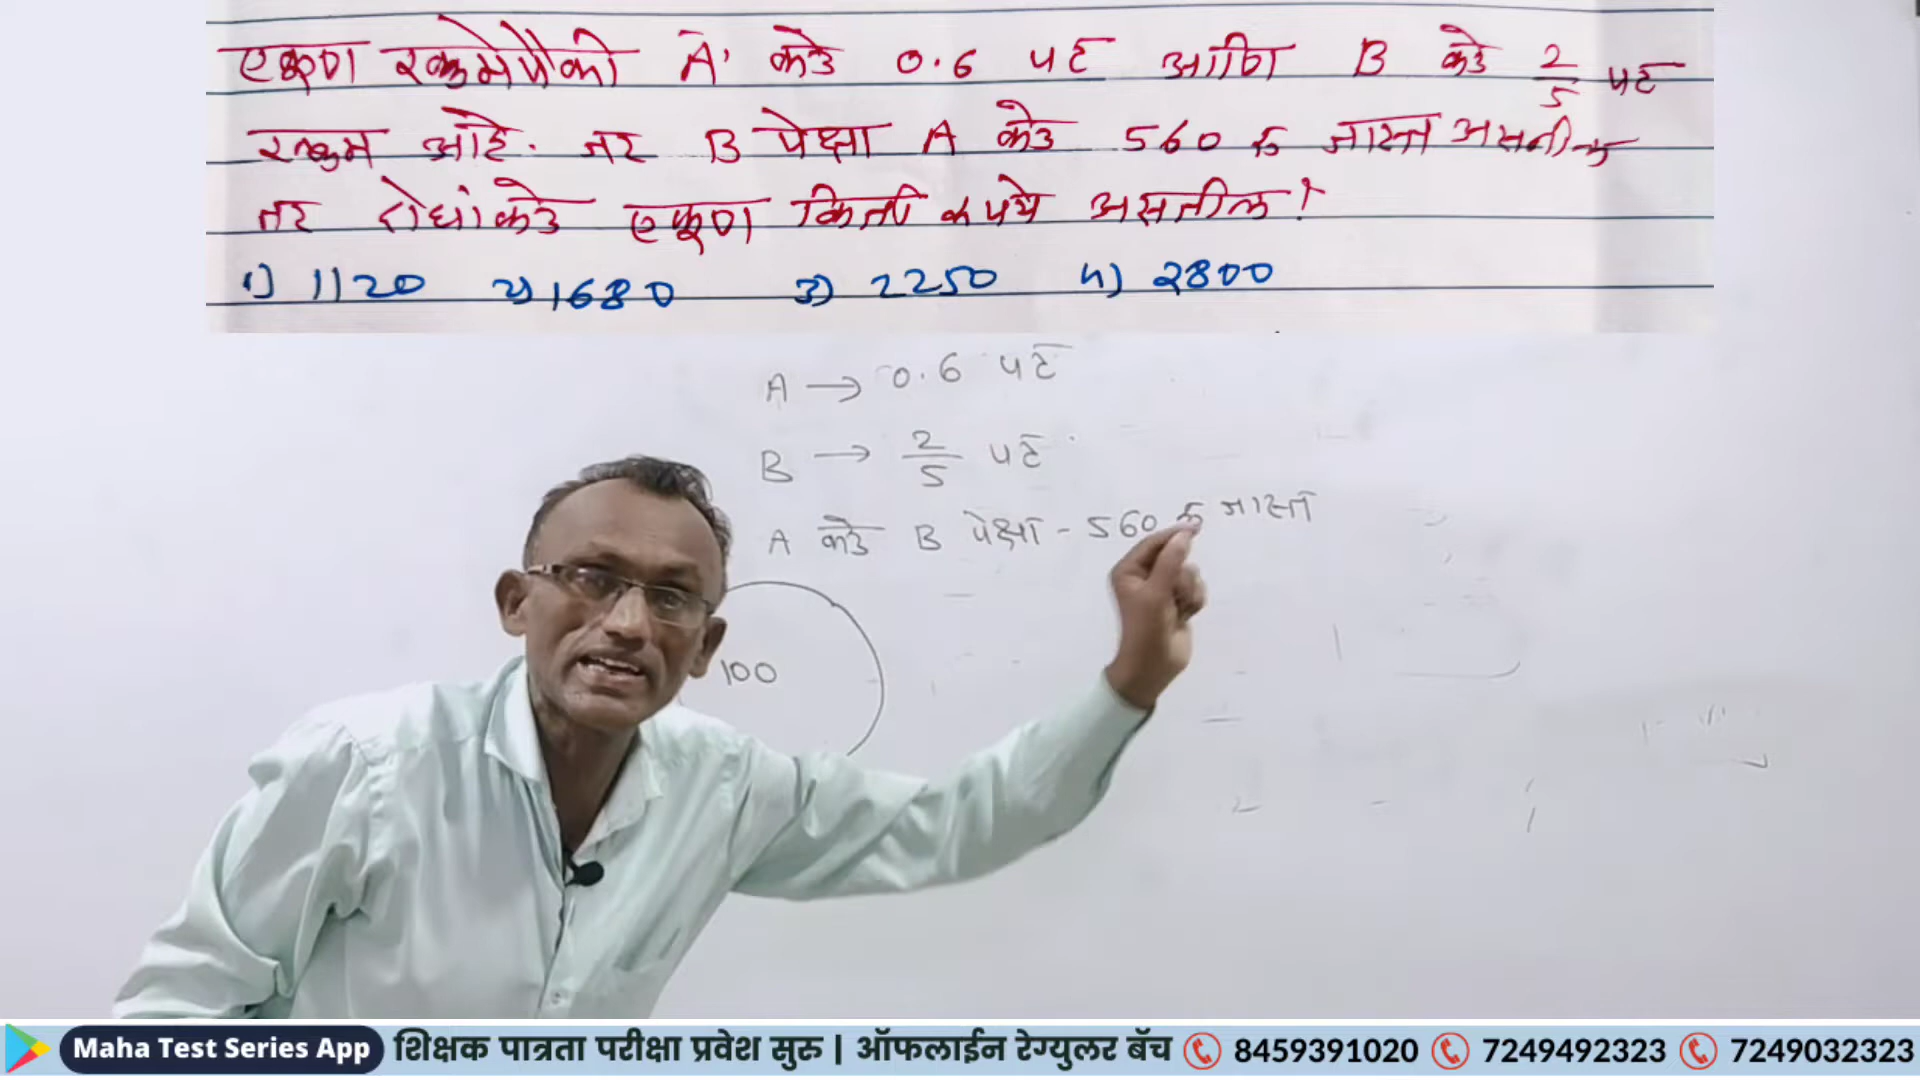 एकूण रकमेपैकी A' कडे 0.6 पट आणि B कडे 2/5 पट
रक्कम आहे. जर B पेक्षा A कडे 560 रु जास्त असतील
तर दोघांकडे एकूण किती रुपये असतील?
1) 1120 2) 1680 3) 2250 4) 2800
A → 0.6 पट
B → 2/5 पट
A कडे B पेक्षा - 560 रु जास्त
100
Maha Test Series App शिक्षक पात्रता परीक्षा प्रवेश सुरु | ऑफलाईन रेग्युलर बॅच 8459391020 7249492323 7249032323